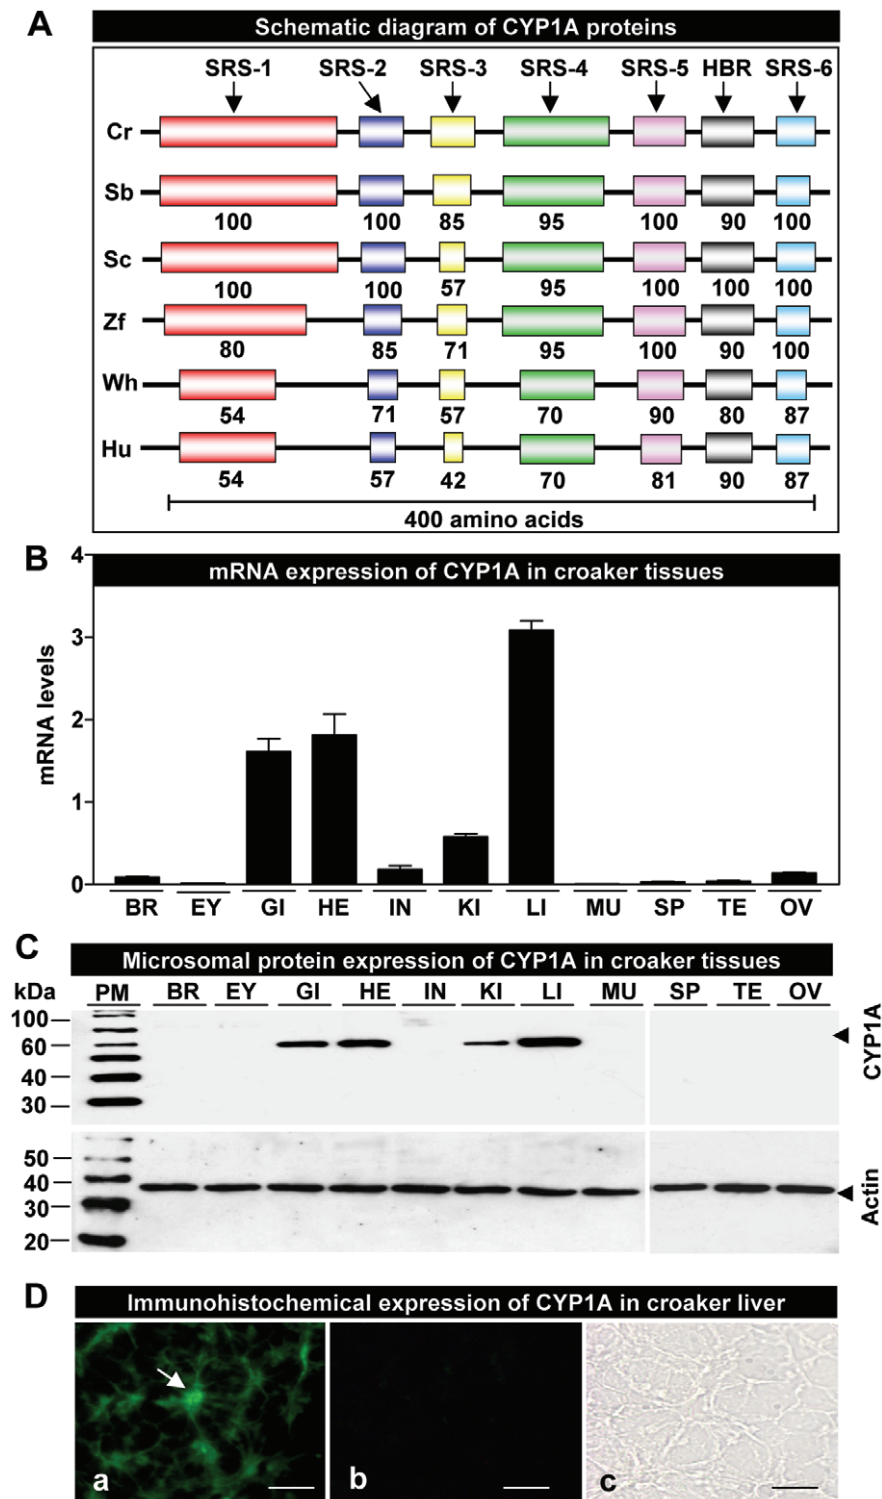 A
Schematic diagram of CYP1A proteins
SRS-1 SRS-2 SRS-3 SRS-4 SRS-5 HBR SRS-6
Cr
Sb
100 100 85 95 100 90 100
Sc
100 100 57 95 100 100 100
Zf
80 85 71 95 100 90 100
Wh
54 71 57 70 90 80 87
Hu
54 57 42 70 81 90 87
400 amino acids
B
mRNA expression of CYP1A in croaker tissues
mRNA levels
4
3
2
1
0
BR EY GI HE IN KI LI MU SP TE OV
C
Microsomal protein expression of CYP1A in croaker tissues
kDa PM BR EY GI HE IN KI LI MU SP TE OV
100
60
40
30
CYP1A
50
40
30
20
Actin
D
Immunohistochemical expression of CYP1A in croaker liver
a b c